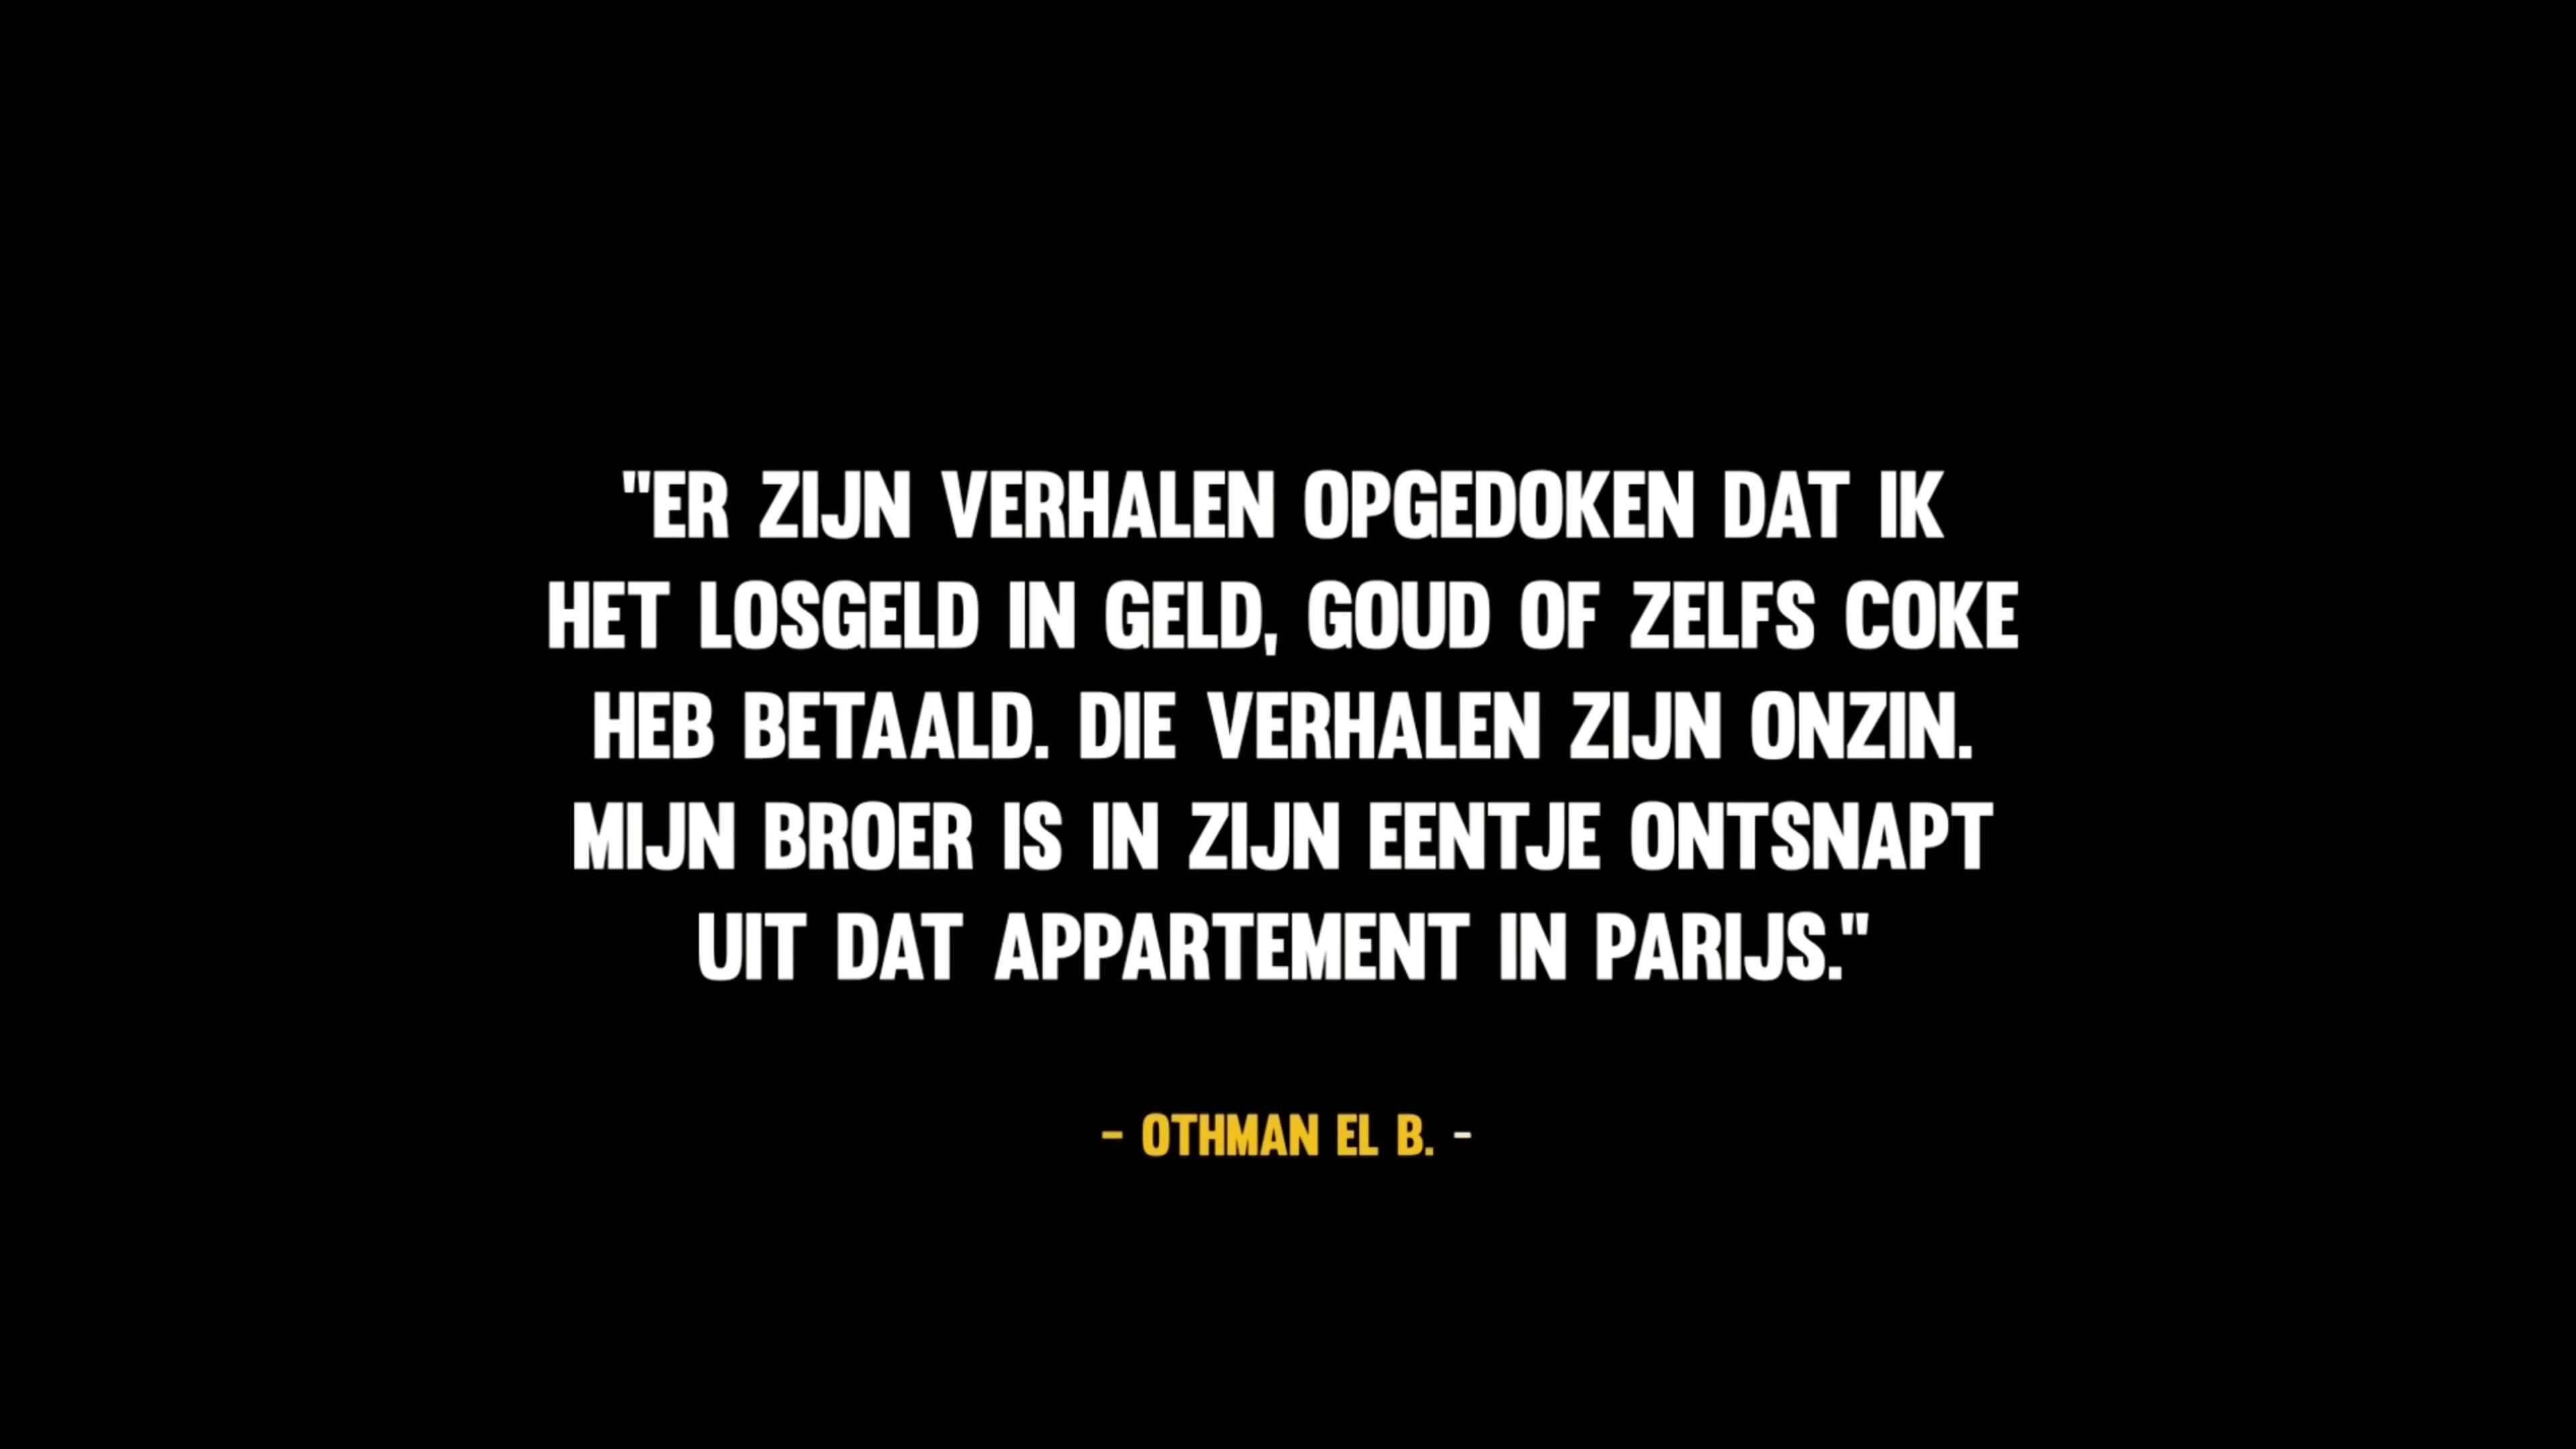 "ER ZIJN VERHALEN OPGEDOKEN DAT IK
HET LOSGELD IN GELD, GOUD OF ZELFS COKE
HEB BETAALD. DIE VERHALEN ZIJN ONZIN.
MIJN BROER IS IN ZIJN EENTJE ONTSNAPT
UIT DAT APPARTEMENT IN PARIJS."
- OTHMAN EL B. -